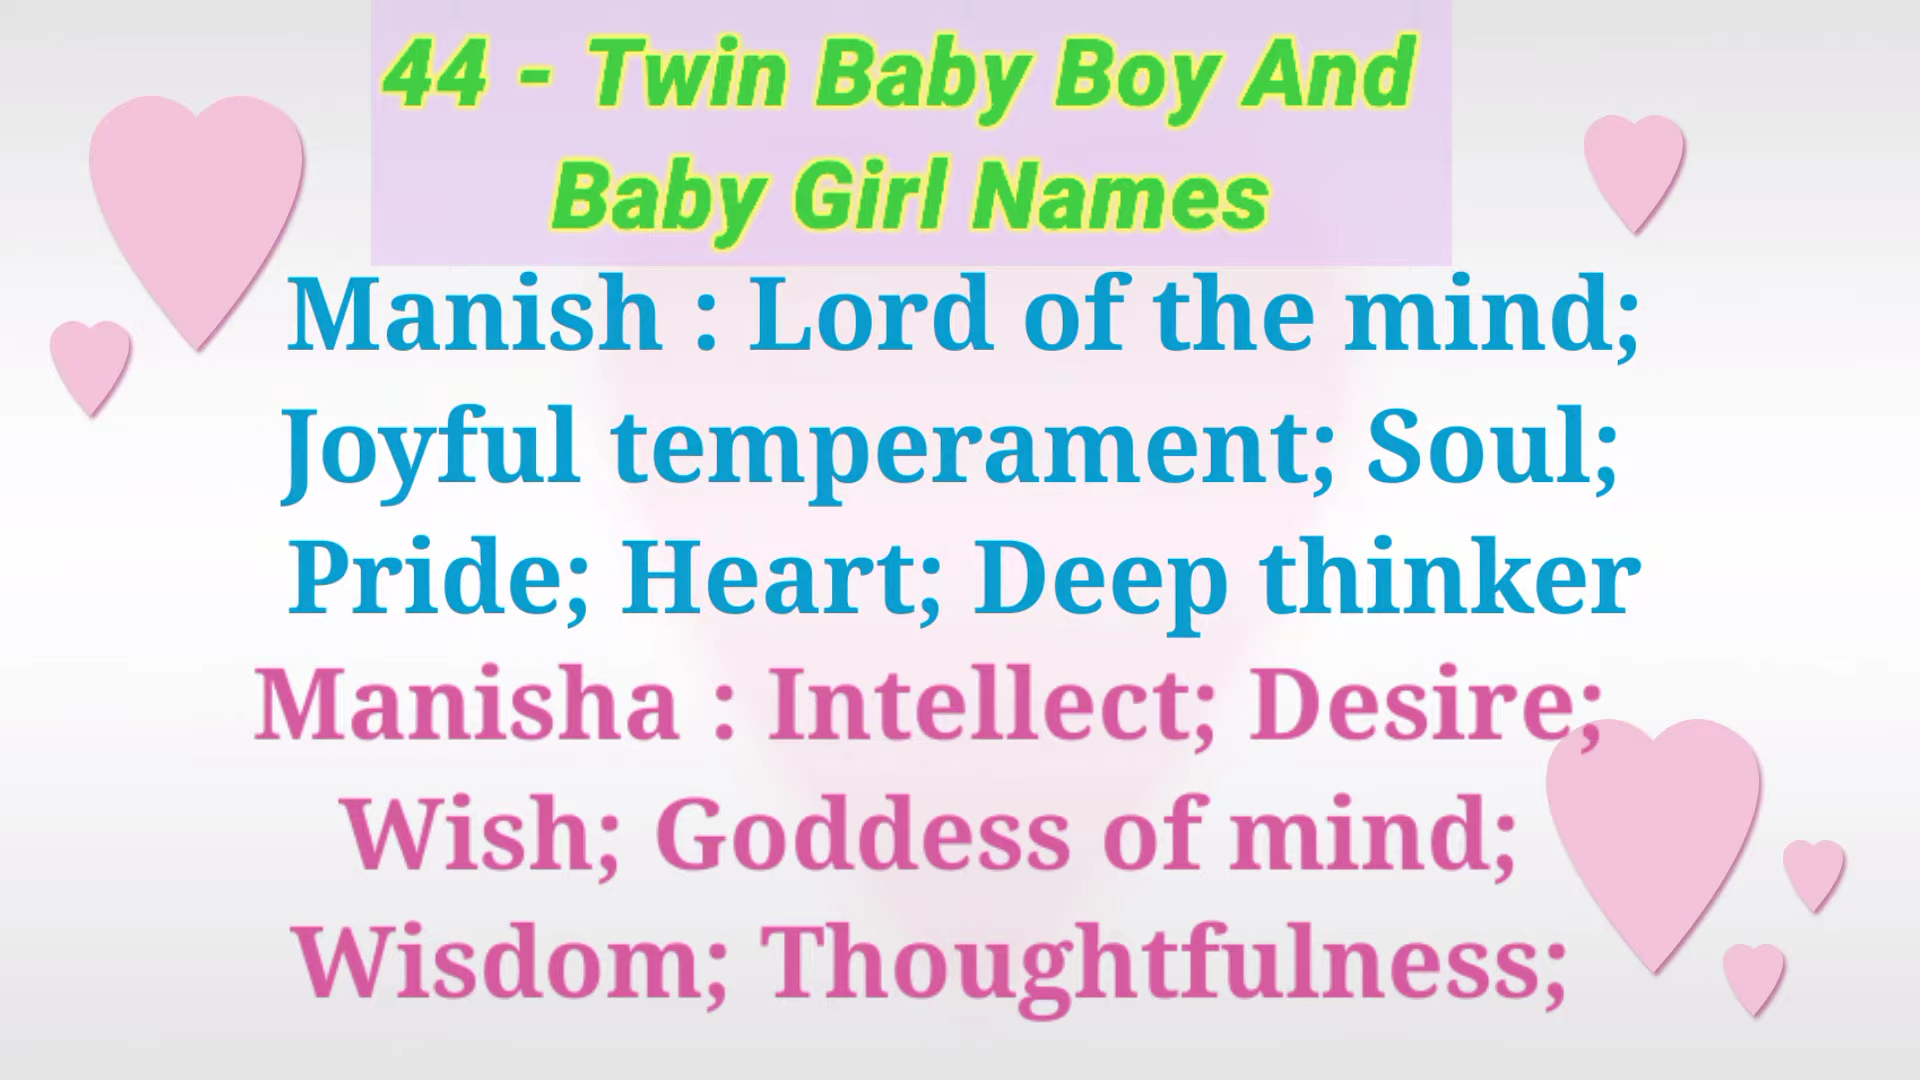 44 - Twin Baby Boy And
Baby Girl Names
Manish : Lord of the mind;
Joyful temperament; Soul;
Pride; Heart; Deep thinker
Manisha : Intellect; Desire;
Wish; Goddess of mind;
Wisdom; Thoughtfulness;